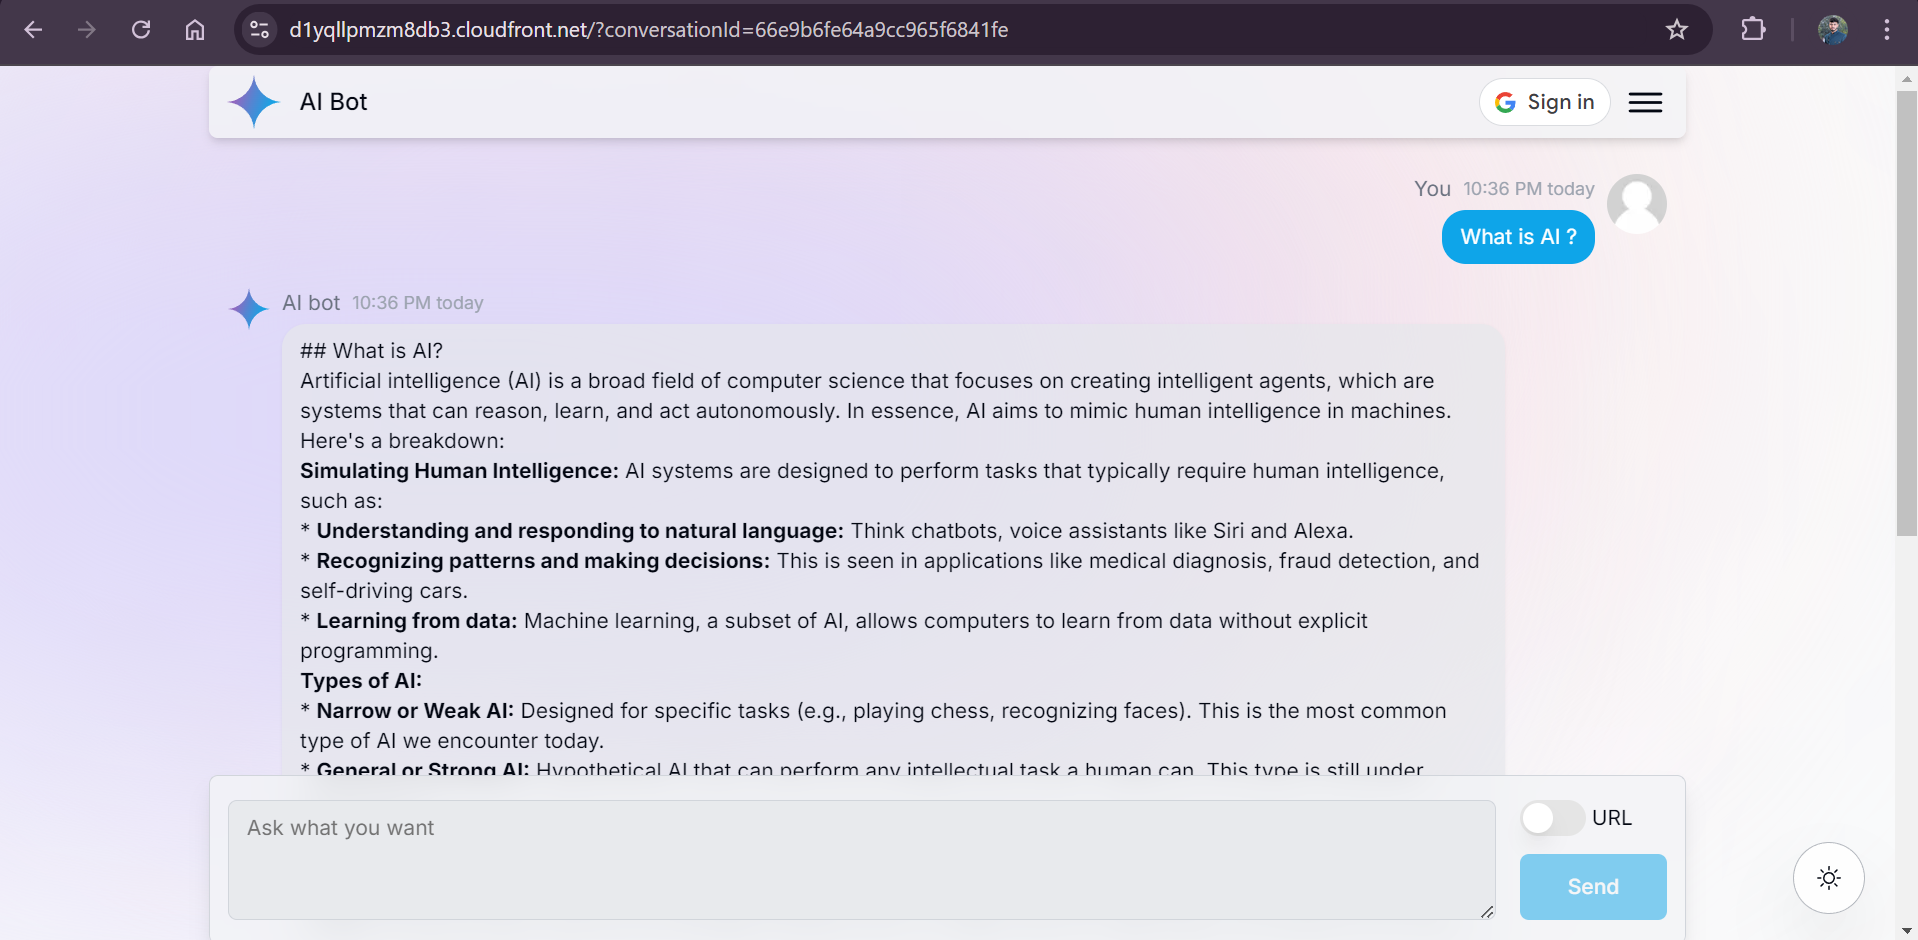 d1yqllpmzm8db3.cloudfront.net/?conversationId=66e9b6fe64a9cc965f6841fe
AI Bot
Sign in
You 10:36 PM today
What is AI ?
AI bot 10:36 PM today
## What is AI?
Artificial intelligence (AI) is a broad field of computer science that focuses on creating intelligent agents, which are
systems that can reason, learn, and act autonomously. In essence, AI aims to mimic human intelligence in machines.
Here's a breakdown:
Simulating Human Intelligence: AI systems are designed to perform tasks that typically require human intelligence,
such as:
* Understanding and responding to natural language: Think chatbots, voice assistants like Siri and Alexa.
* Recognizing patterns and making decisions: This is seen in applications like medical diagnosis, fraud detection, and
self-driving cars.
* Learning from data: Machine learning, a subset of AI, allows computers to learn from data without explicit
programming.
Types of AI:
* Narrow or Weak AI: Designed for specific tasks (e.g., playing chess, recognizing faces). This is the most common
type of AI we encounter today.
* General or Strong AI: Hypothetical AI that can perform any intellectual task a human can. This type is still under
Ask what you want
URL
Send